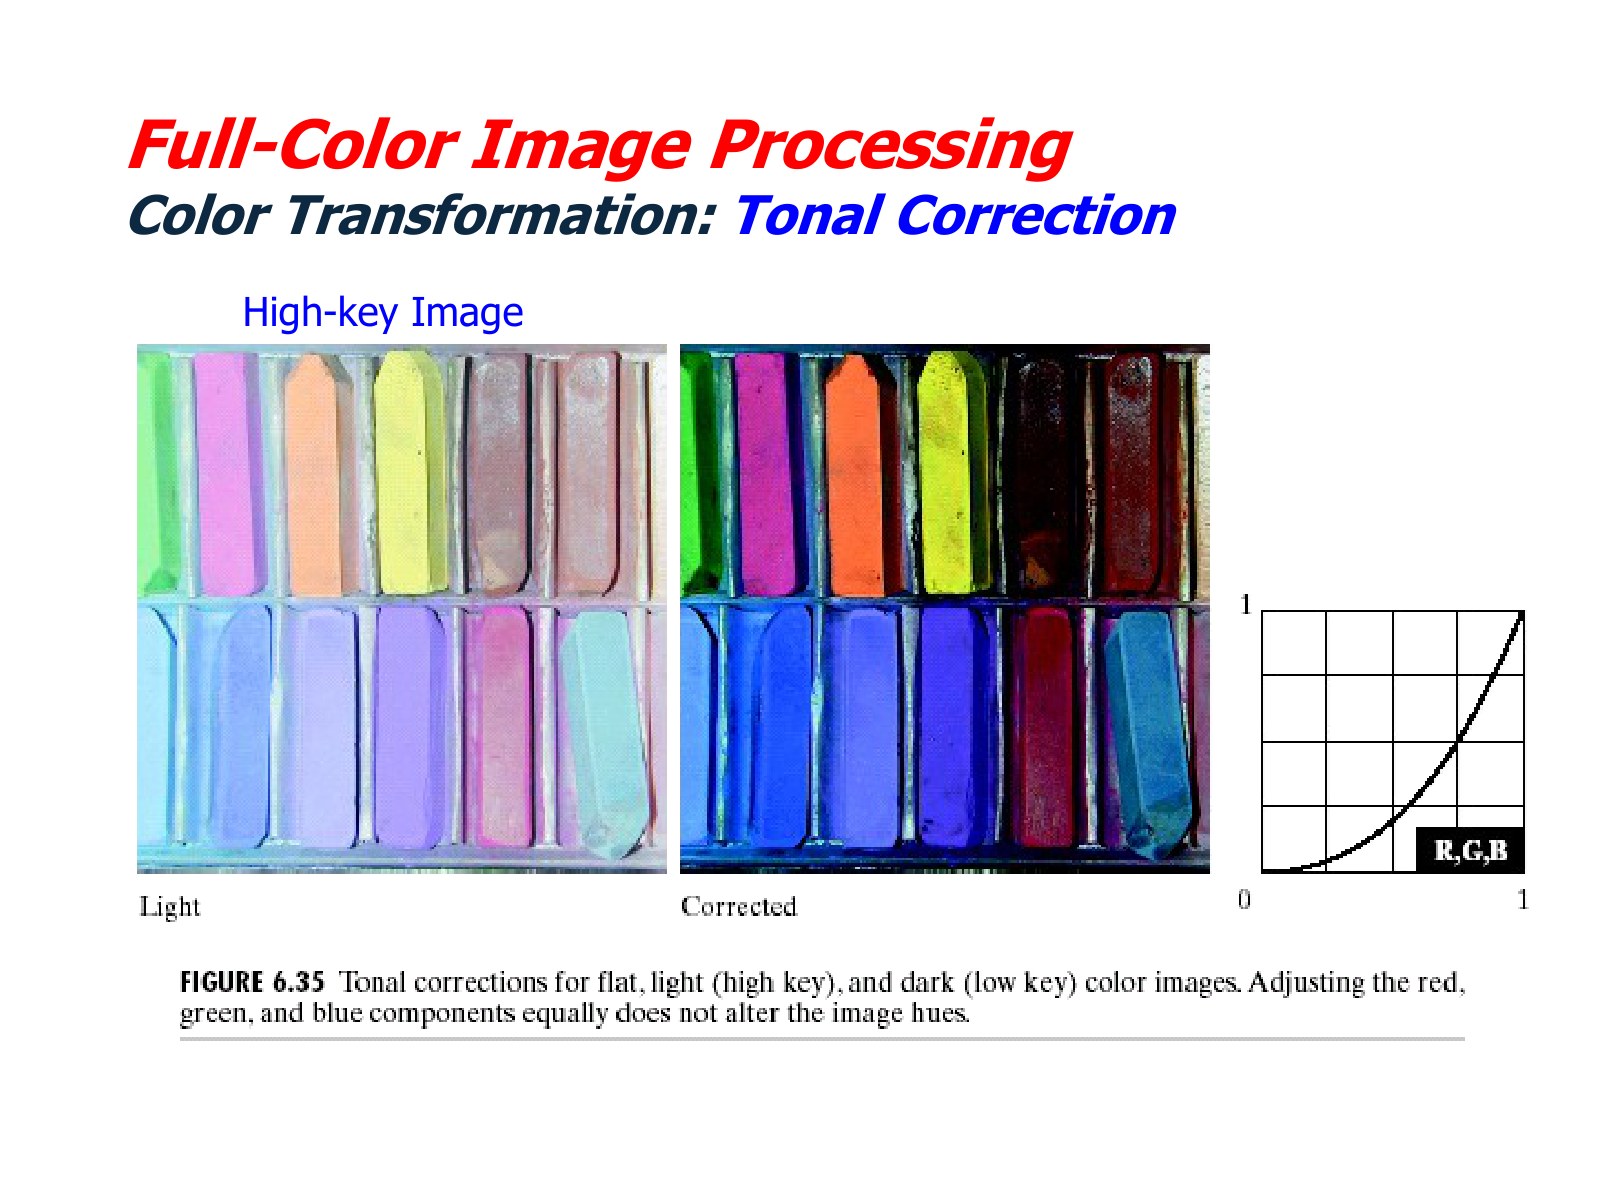 Full-Color Image Processing
Color Transformation: Tonal Correction
High-key Image
1
R,G,B
0
1
Light
Corrected
FIGURE 6.35 Tonal corrections for flat, light (high key), and dark (low key) color images. Adjusting the red,
green, and blue components equally does not alter the image hues.